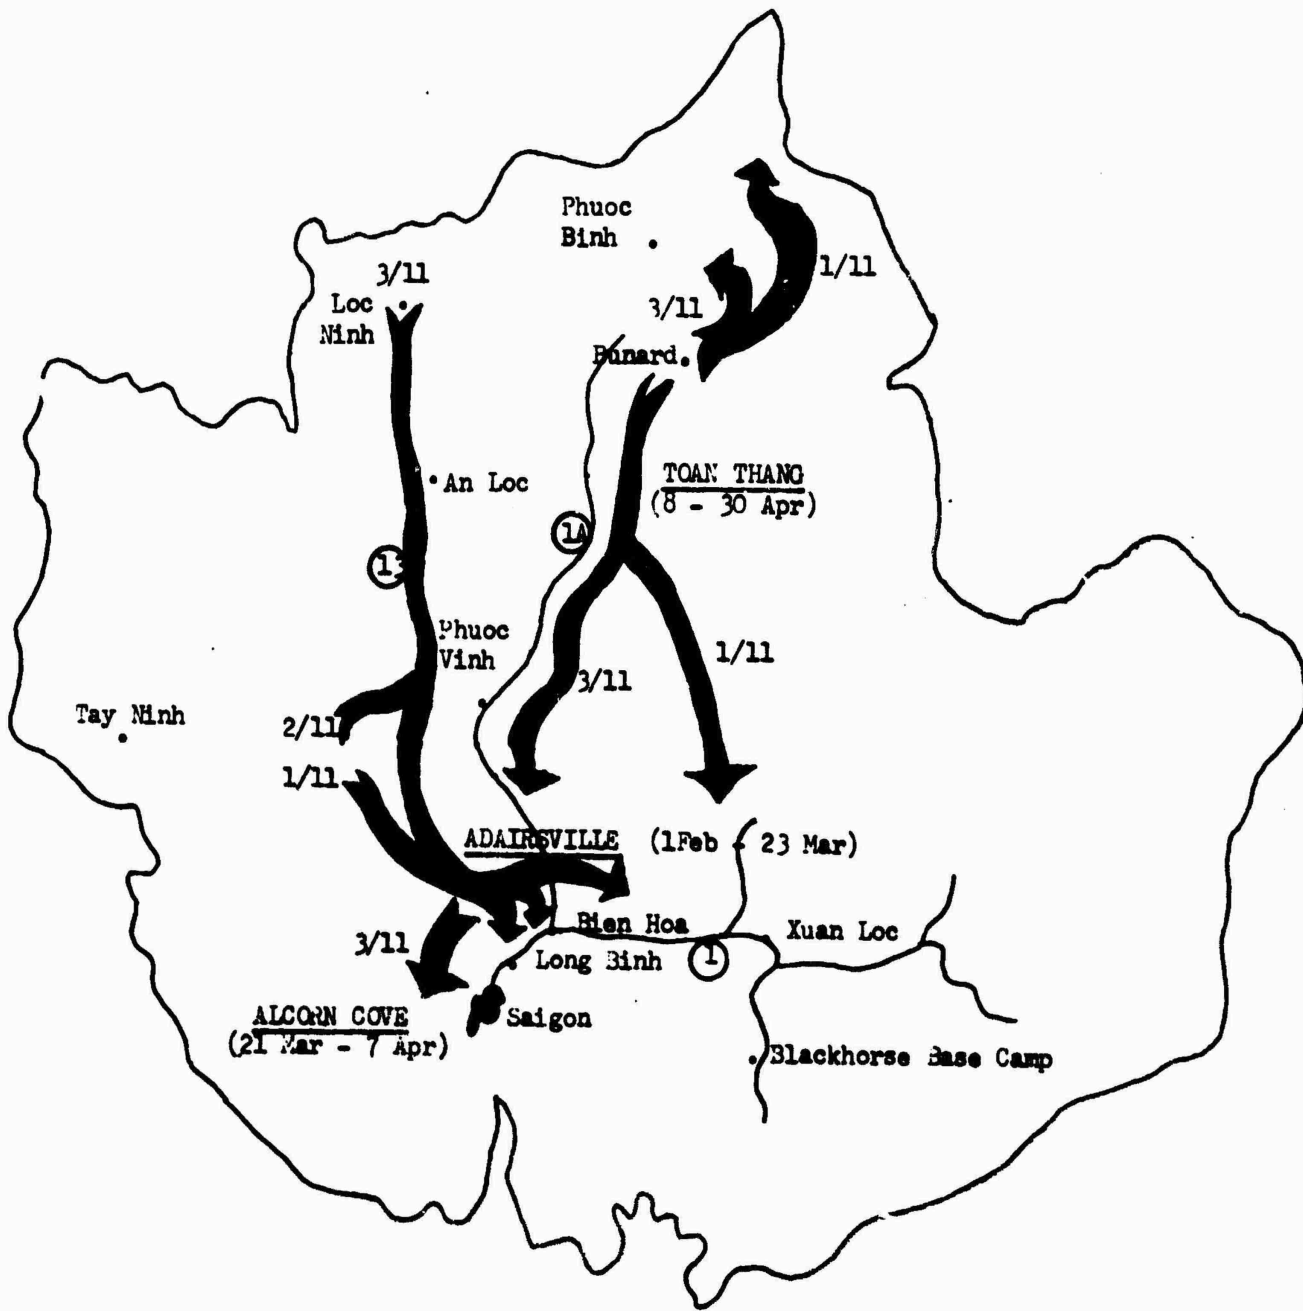 Phuoc
Binh
1/11
3/11
Loc
Ninh
3/11
Bunard
An Loc
TOAN THANG
(8 - 30 Apr)
1A
13
Phuoc
Vinh
1/11
3/11
Tay Ninh
2/11
1/11
ADAIRSVILLE (1Feb - 23 Mar)
Bien Hoa
Xuan Loc
3/11
Long Binh
1
ALCORN COVE
(21 Mar - 7 Apr)
Saigon
Blackhorse Base Camp